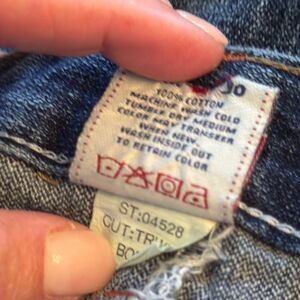 100% COTTON
MACHINE WASH COLD
TUMBLE DRY MEDIUM
COLOR MAY TRANSFER
WHEN NEW.
WASH INSIDE OUT
TO RETAIN COLOR
ST:04528